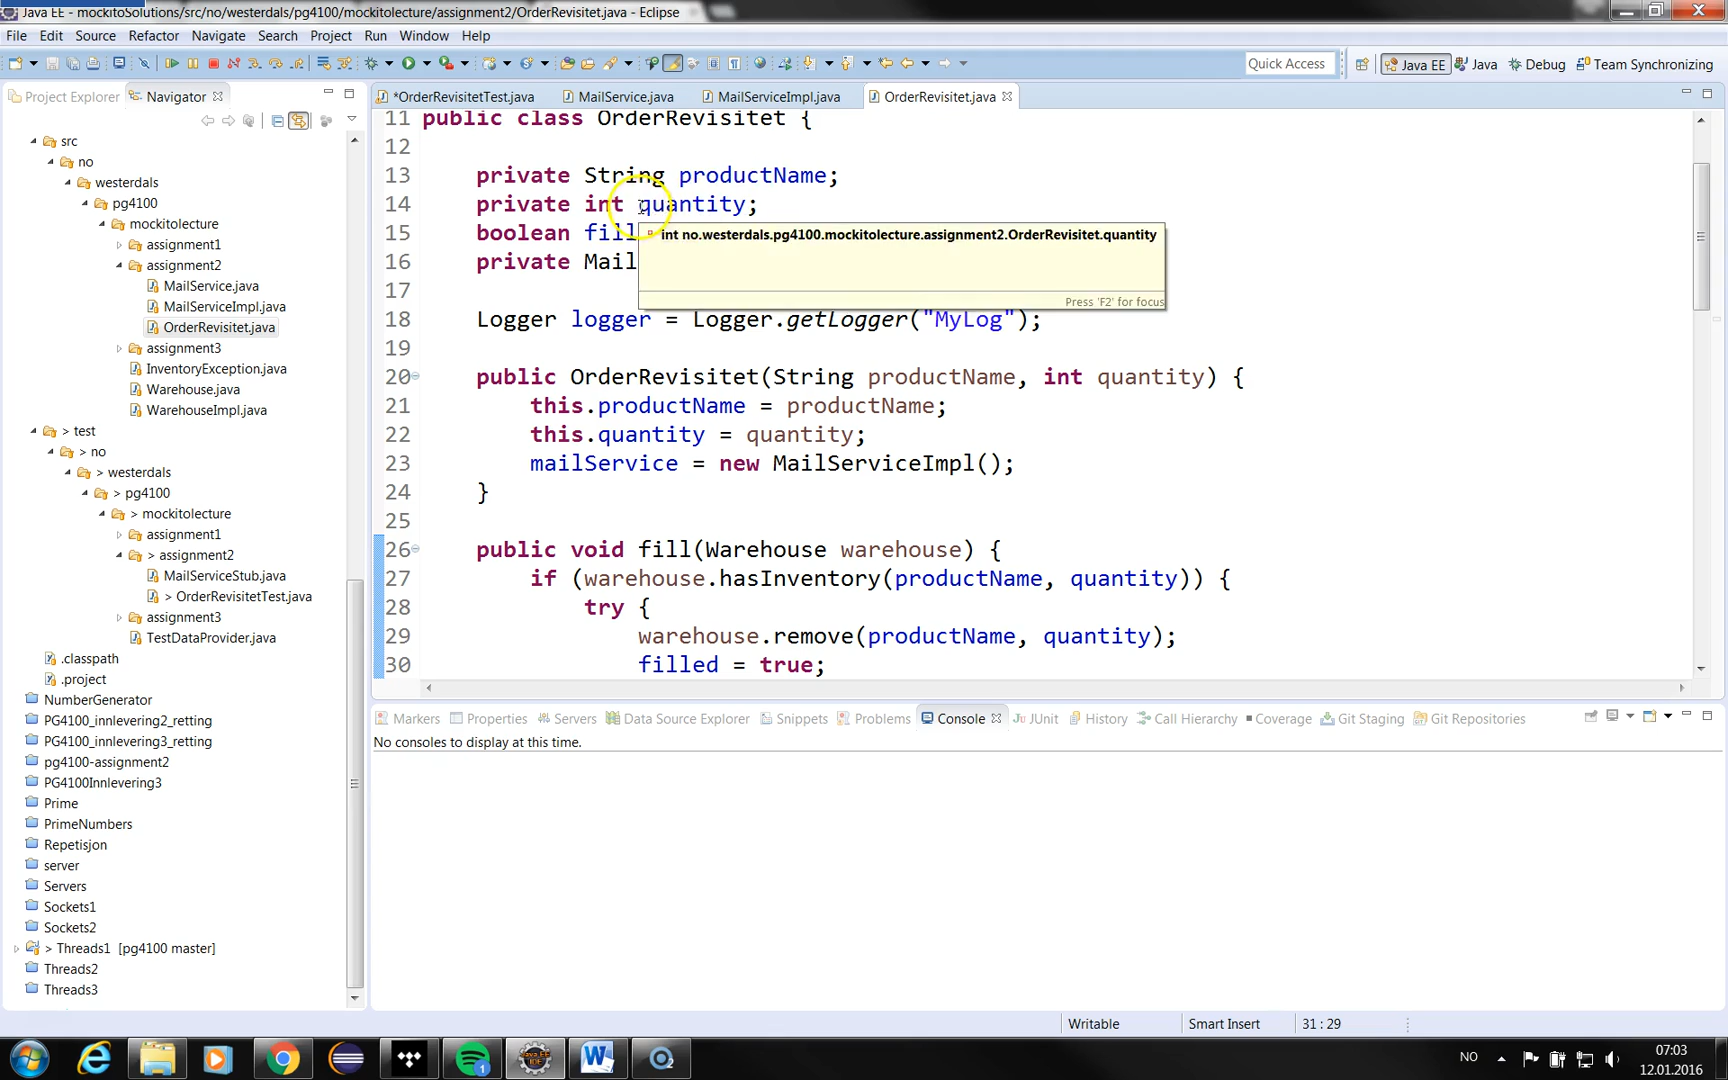 Java EE - mockitoSolutions/src/no/westerdals/pg4100/mockitolecture/assignment2/OrderRevisitet.java - Eclipse
File Edit Source Refactor Navigate Search Project Run Window Help
Quick Access
Java EE
Java
Debug
Team Synchronizing
Project Explorer
Navigator
*OrderRevisitetTest.java
MailService.java
MailServiceImpl.java
OrderRevisitet.java
src
no
westerdals
pg4100
mockitolecture
assignment1
assignment2
MailService.java
MailServiceImpl.java
OrderRevisitet.java
assignment3
InventoryException.java
Warehouse.java
WarehouseImpl.java
> test
> no
> westerdals
> pg4100
> mockitolecture
assignment1
> assignment2
MailServiceStub.java
> OrderRevisitetTest.java
assignment3
TestDataProvider.java
.classpath
.project
NumberGenerator
PG4100_innlevering2_retting
PG4100_innlevering3_retting
pg4100-assignment2
PG4100Innlevering3
Prime
PrimeNumbers
Repetisjon
server
Servers
Sockets1
Sockets2
> Threads1 [pg4100 master]
Threads2
Threads3
11 public class OrderRevisitet {
12
13 private String productName;
14 private int quantity;
15 boolean fill
16 private Mail
int no.westerdals.pg4100.mockitolecture.assignment2.OrderRevisitet.quantity
Press 'F2' for focus
17
18 Logger logger = Logger.getLogger("MyLog");
19
20 public OrderRevisitet(String productName, int quantity) {
21 this.productName = productName;
22 this.quantity = quantity;
23 mailService = new MailServiceImpl();
24 }
25
26 public void fill(Warehouse warehouse) {
27 if (warehouse.hasInventory(productName, quantity)) {
28 try {
29 warehouse.remove(productName, quantity);
30 filled = true;
Markers Properties Servers Data Source Explorer Snippets Problems Console JUnit History Call Hierarchy Coverage Git Staging Git Repositories
No consoles to display at this time.
Writable
Smart Insert
31 : 29
1
W
NO
07:03
12.01.2016